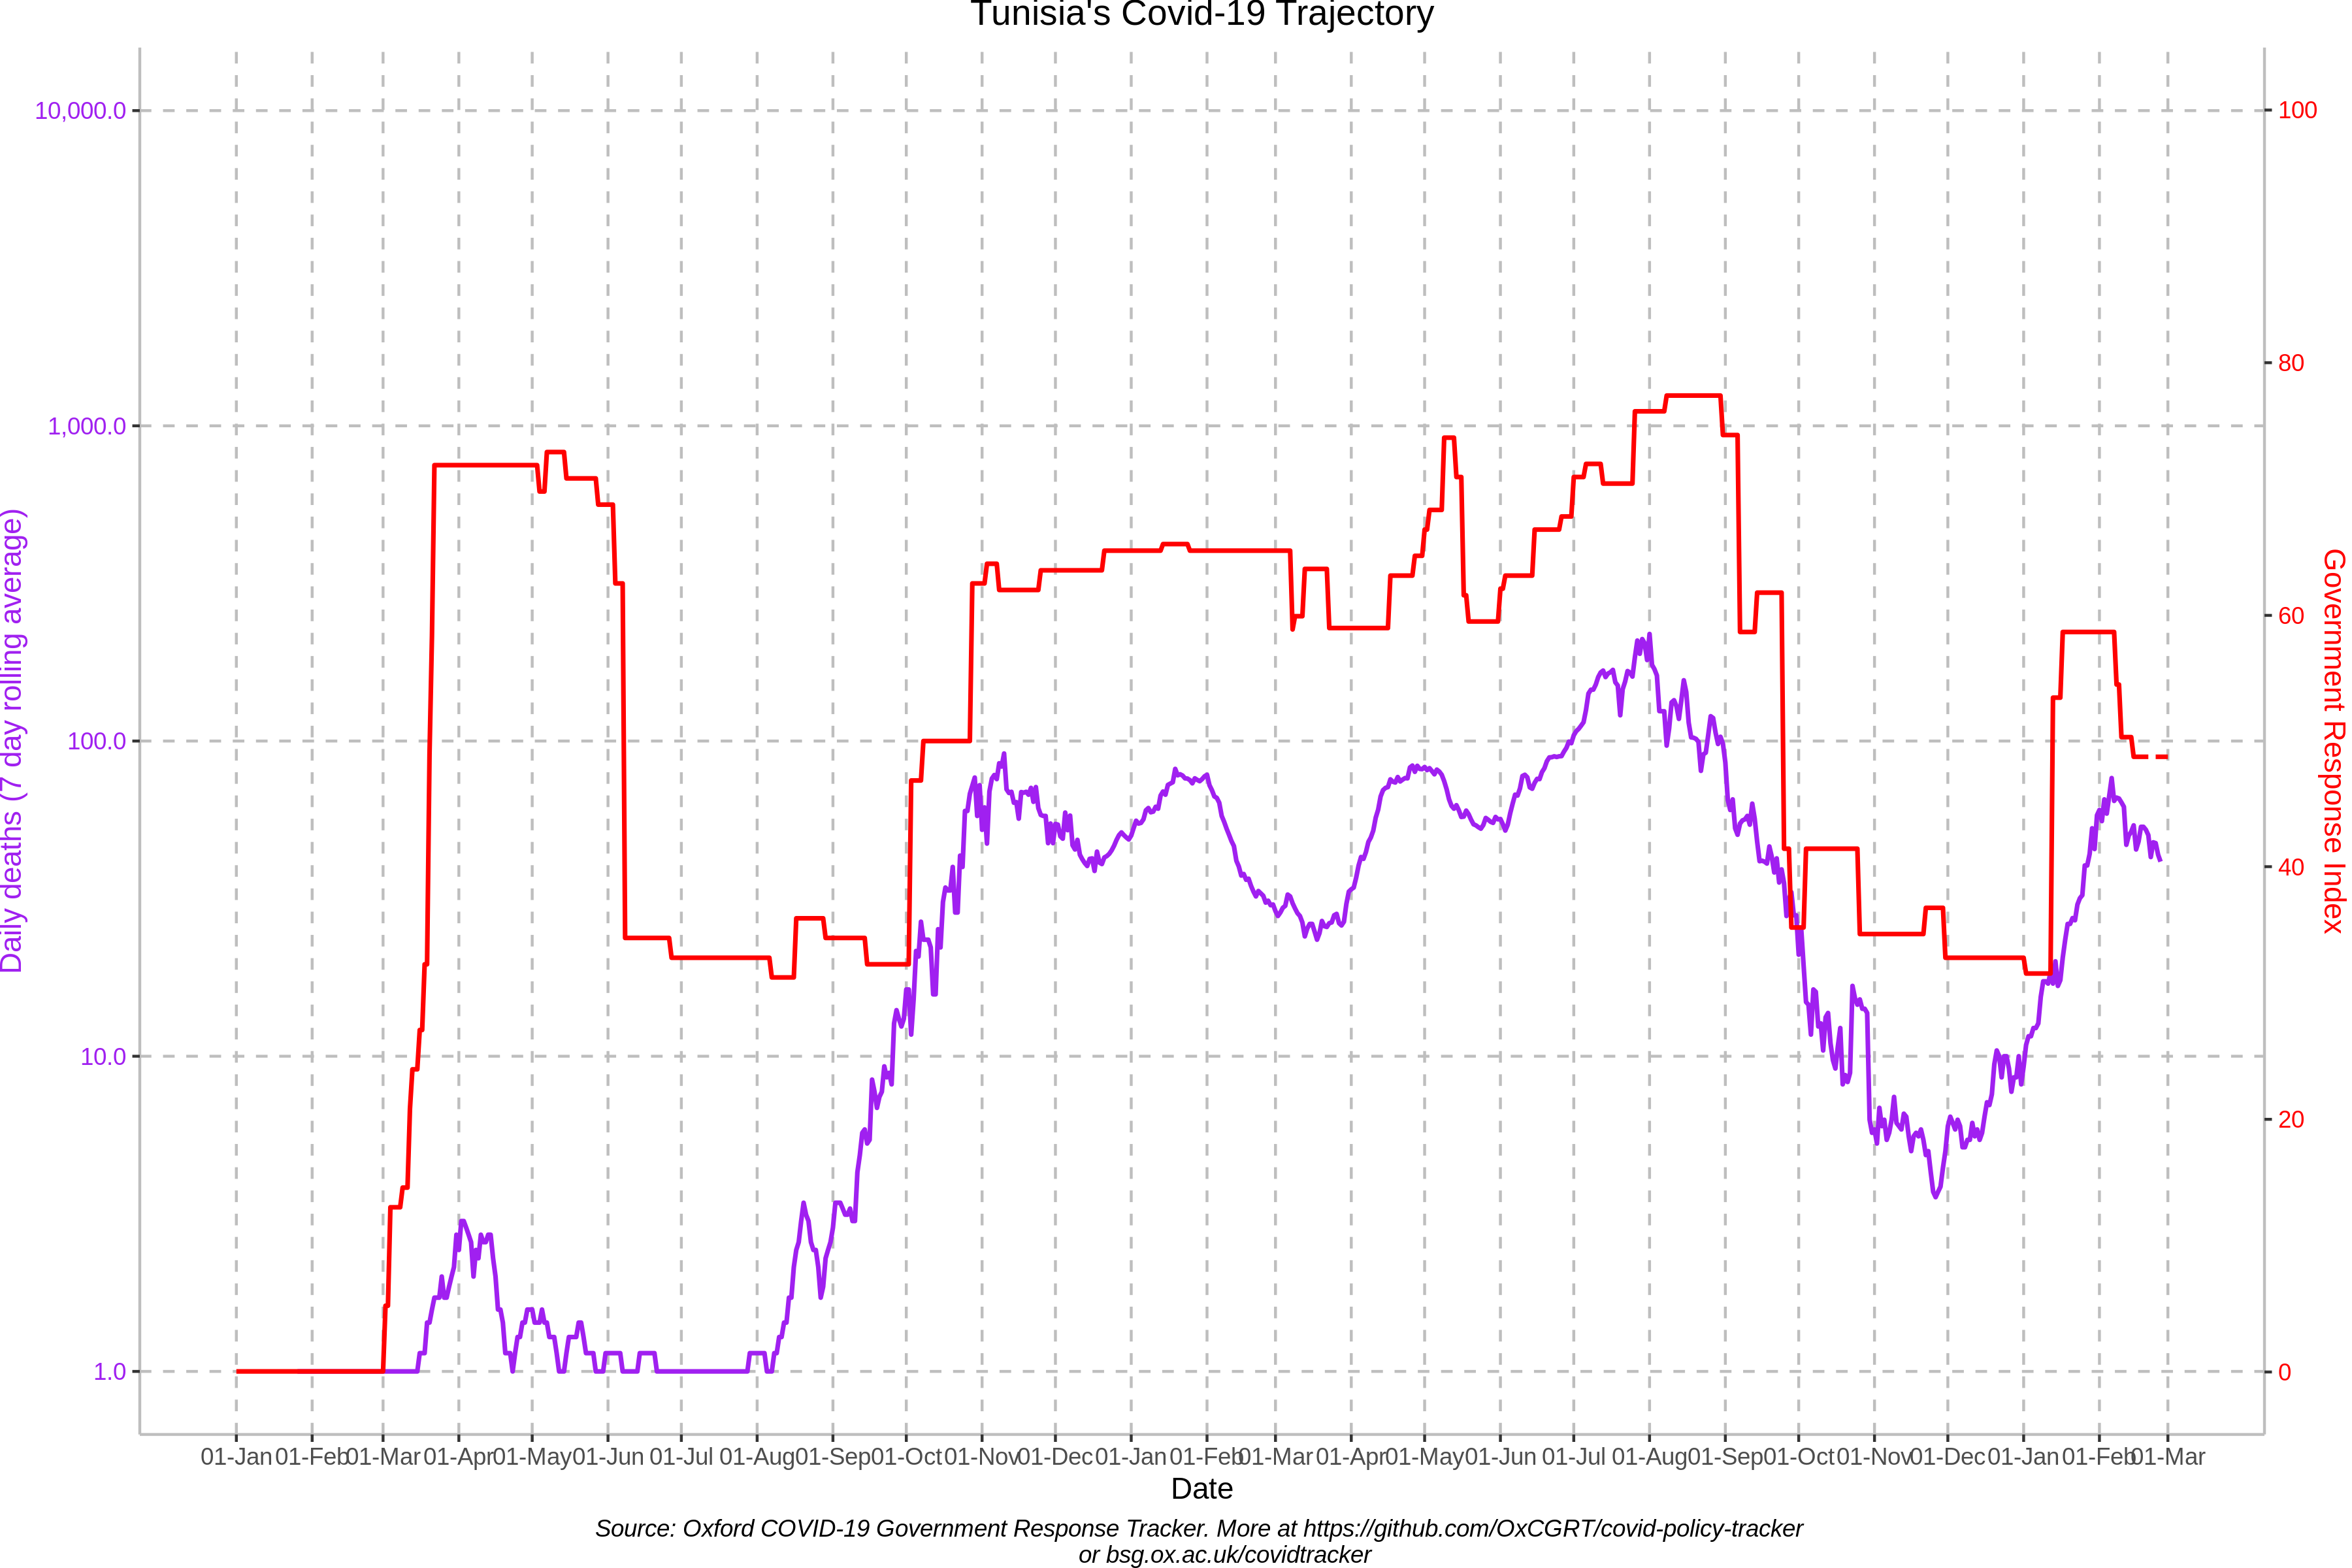 Tunisia's Covid-19 Trajectory
10,000.0
1,000.0
100.0
10.0
1.0
Daily deaths (7 day rolling average)
100
80
60
40
20
0
Government Response Index
01-Jan 01-Feb 01-Mar 01-Apr 01-May 01-Jun 01-Jul 01-Aug 01-Sep 01-Oct 01-Nov 01-Dec 01-Jan 01-Feb 01-Mar 01-Apr 01-May 01-Jun 01-Jul 01-Aug 01-Sep 01-Oct 01-Nov 01-Dec 01-Jan 01-Feb 01-Mar
Date
Source: Oxford COVID-19 Government Response Tracker. More at https://github.com/OxCGRT/covid-policy-tracker
or bsg.ox.ac.uk/covidtracker